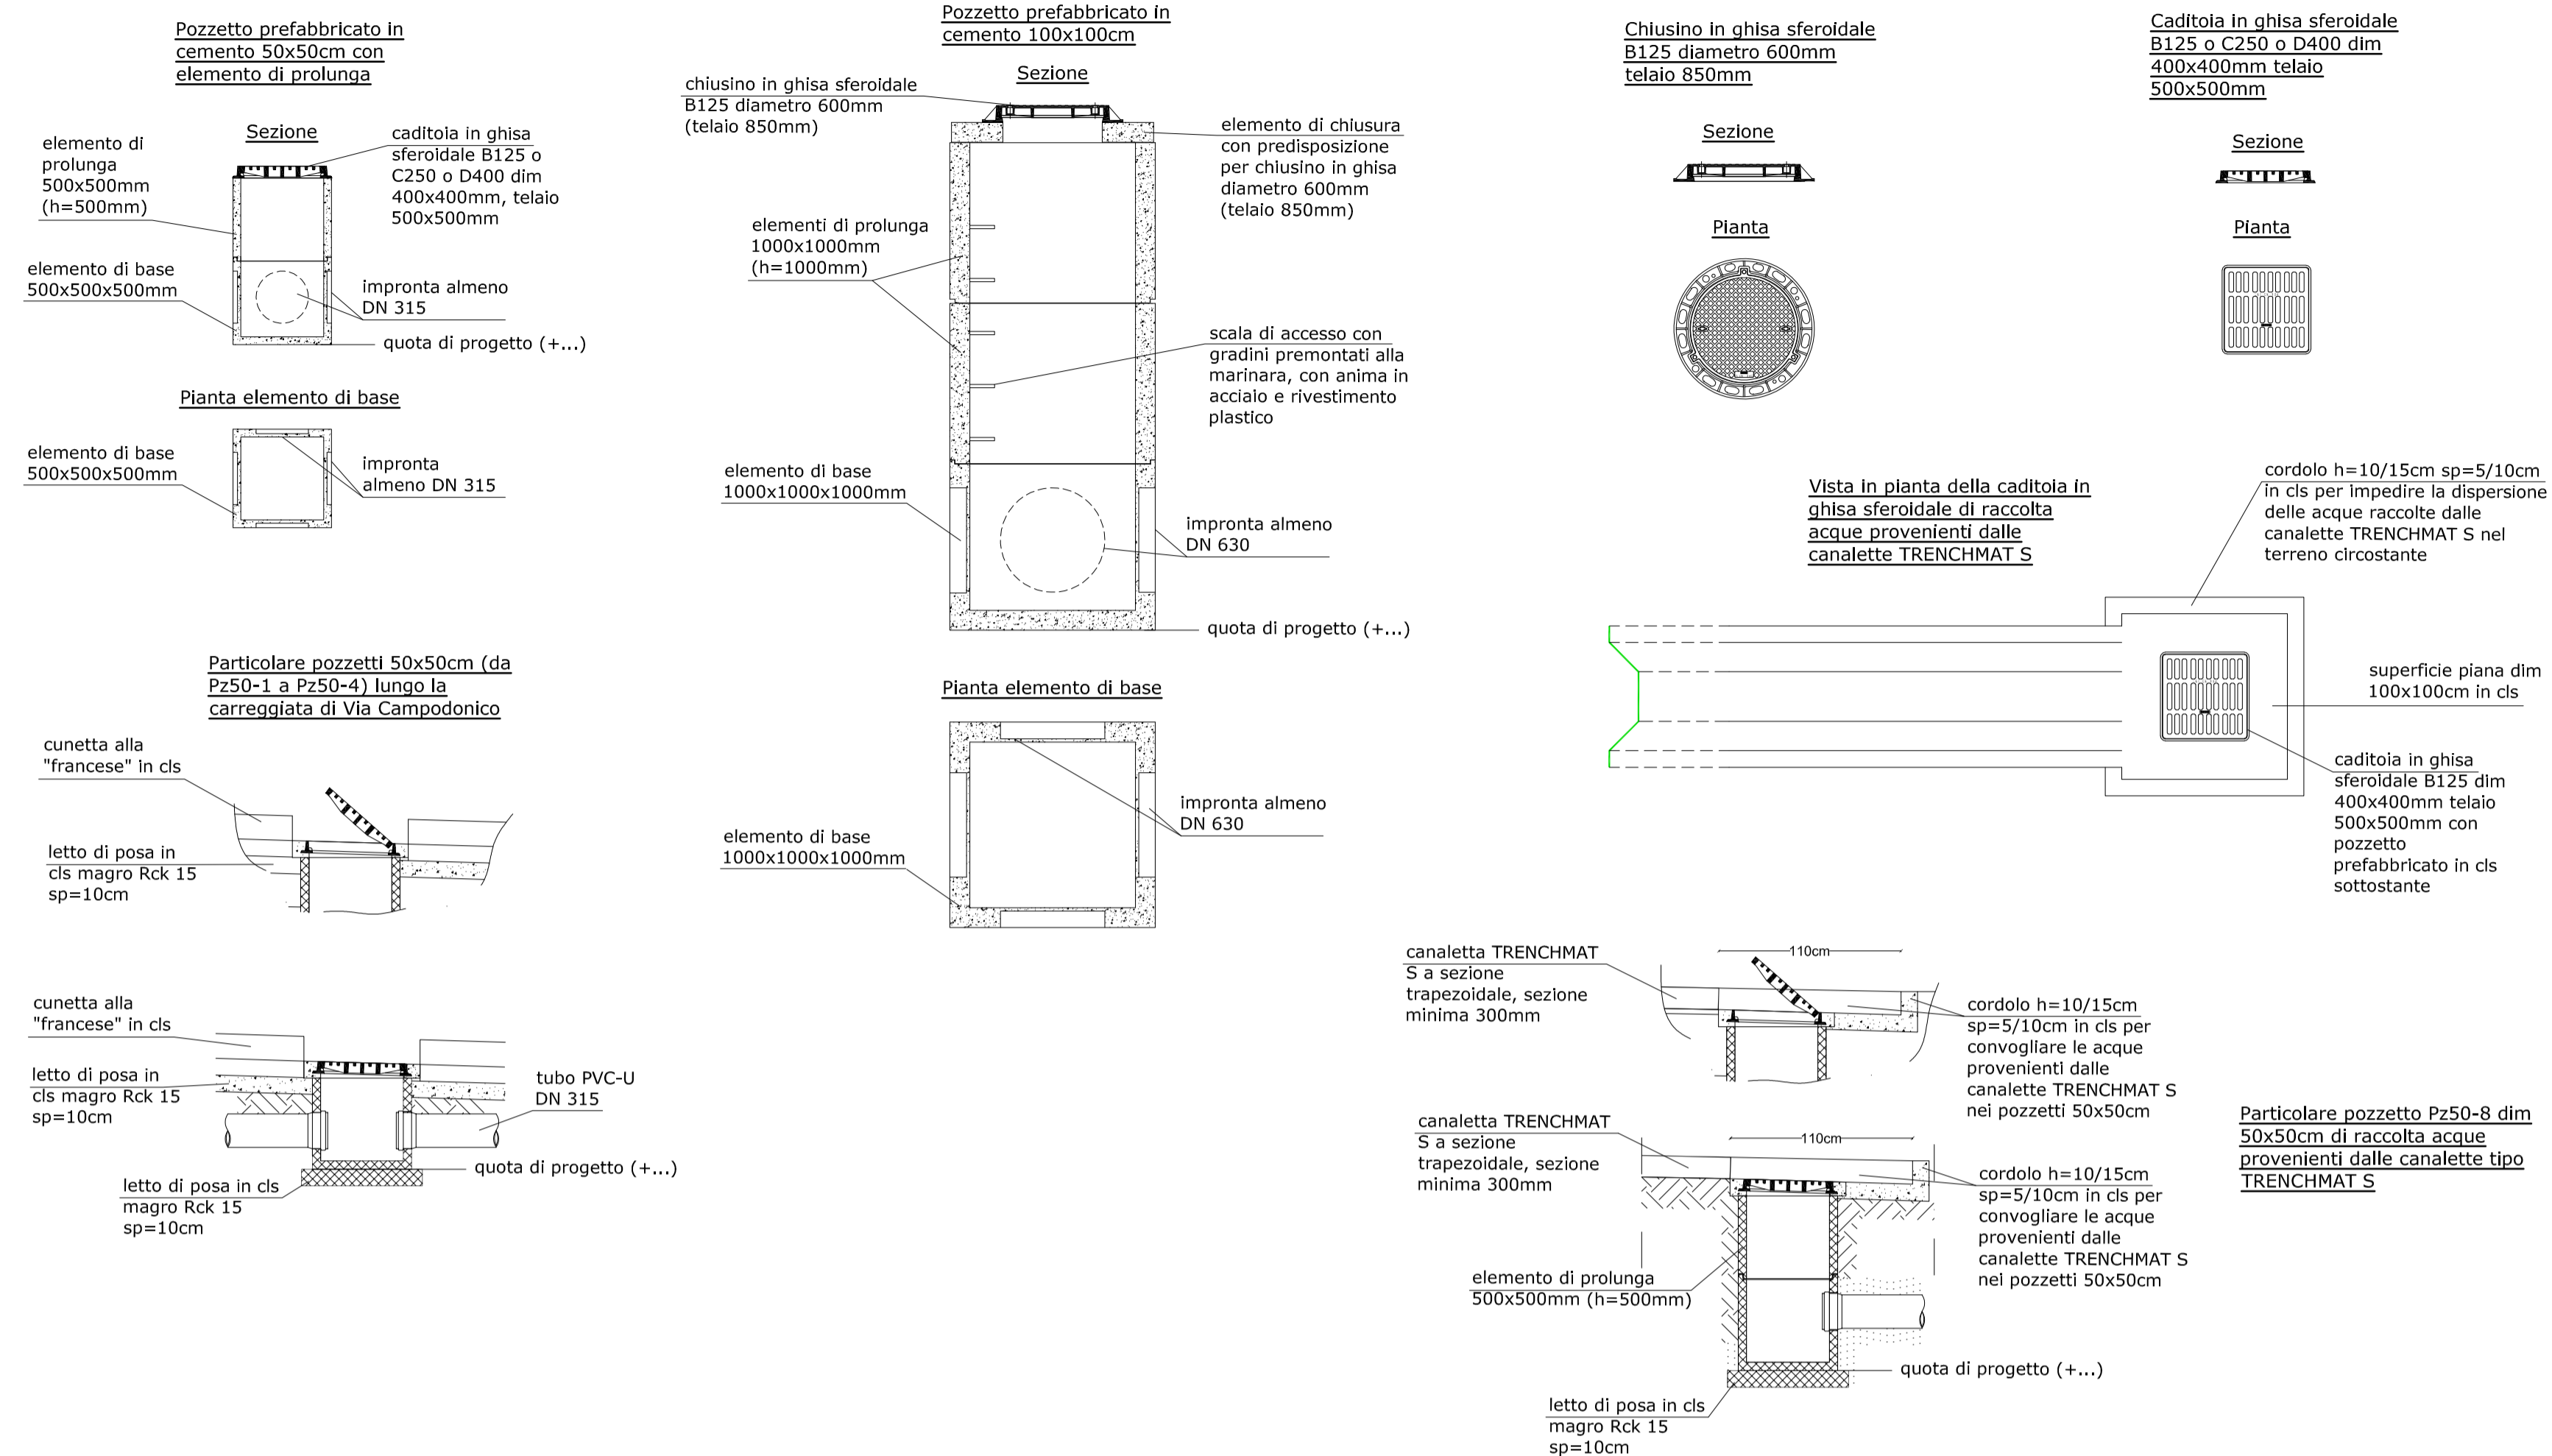 Pozzetto prefabbricato in
cemento 50x50cm con
elemento di prolunga
Sezione
elemento di
prolunga
500x500mm
(h=500mm)
caditoia in ghisa
sferoidale B125 o
C250 o D400 dim
400x400mm, telaio
500x500mm
elemento di base
500x500x500mm
impronta almeno
DN 315
quota di progetto (+...)
Pianta elemento di base
elemento di base
500x500x500mm
impronta
almeno DN 315
Particolare pozzetti 50x50cm (da
Pz50-1 a Pz50-4) lungo la
carreggiata di Via Campodonico
cunetta alla
"francese" in cls
letto di posa in
cls magro Rck 15
sp=10cm
cunetta alla
"francese" in cls
letto di posa in
cls magro Rck 15
sp=10cm
tubo PVC-U
DN 315
quota di progetto (+...)
letto di posa in cls
magro Rck 15
sp=10cm
Pozzetto prefabbricato in
cemento 100x100cm
Sezione
chiusino in ghisa sferoidale
B125 diametro 600mm
(telaio 850mm)
elemento di chiusura
con predisposizione
per chiusino in ghisa
diametro 600mm
(telaio 850mm)
elementi di prolunga
1000x1000mm
(h=1000mm)
scala di accesso con
gradini premontati alla
marinara, con anima in
acciaio e rivestimento
plastico
elemento di base
1000x1000x1000mm
impronta almeno
DN 630
quota di progetto (+...)
Pianta elemento di base
impronta almeno
DN 630
elemento di base
1000x1000x1000mm
Chiusino in ghisa sferoidale
B125 diametro 600mm
telaio 850mm
Sezione
Pianta
Caditoia in ghisa sferoidale
B125 o C250 o D400 dim
400x400mm telaio
500x500mm
Sezione
Pianta
Vista in pianta della caditoia in
ghisa sferoidale di raccolta
acque provenienti dalle
canalette TRENCHMAT S
cordolo h=10/15cm sp=5/10cm
in cls per impedire la dispersione
delle acque raccolte dalle
canalette TRENCHMAT S nel
terreno circostante
superficie piana dim
100x100cm in cls
caditoia in ghisa
sferoidale B125 dim
400x400mm telaio
500x500mm con
pozzetto
prefabbricato in cls
sottostante
canaletta TRENCHMAT
S a sezione
trapezoidale, sezione
minima 300mm
110cm
cordolo h=10/15cm
sp=5/10cm in cls per
convogliare le acque
provenienti dalle
canalette TRENCHMAT S
nei pozzetti 50x50cm
canaletta TRENCHMAT
S a sezione
trapezoidale, sezione
minima 300mm
110cm
cordolo h=10/15cm
sp=5/10cm in cls per
convogliare le acque
provenienti dalle
canalette TRENCHMAT S
nei pozzetti 50x50cm
Particolare pozzetto Pz50-8 dim
50x50cm di raccolta acque
provenienti dalle canalette tipo
TRENCHMAT S
elemento di prolunga
500x500mm (h=500mm)
quota di progetto (+...)
letto di posa in cls
magro Rck 15
sp=10cm